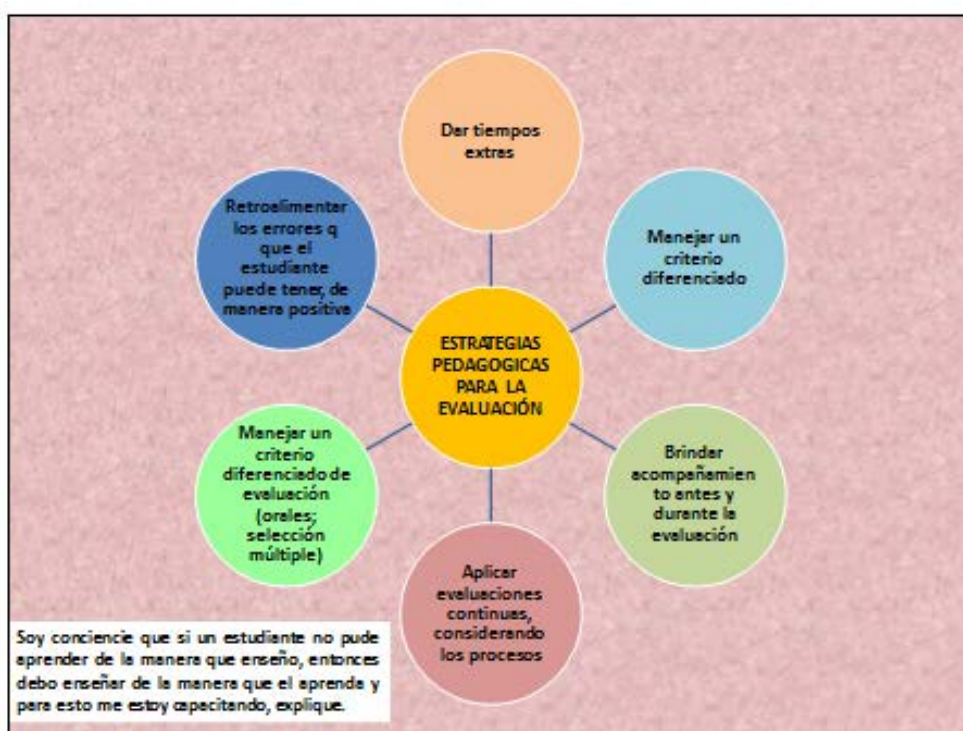 Dar tiempos
extras
Retroalimentar
los errores q
que el
estudiante
puede tener, de
manera positiva
Manejar un
criterio
diferenciado
ESTRATEGIAS
PEDAGOGICAS
PARA LA
EVALUACIÓN
Manejar un
criterio
diferenciado de
evaluación
(orales;
selección
múltiple)
Brindar
acompañamien
to antes y
durante la
evaluación
Aplicar
evaluaciones
continuas,
considerando
los procesos
Soy conciencie que si un estudiante no pude
aprender de la manera que enseño, entonces
debo enseñar de la manera que el aprenda y
para esto me estoy capacitando, explique.